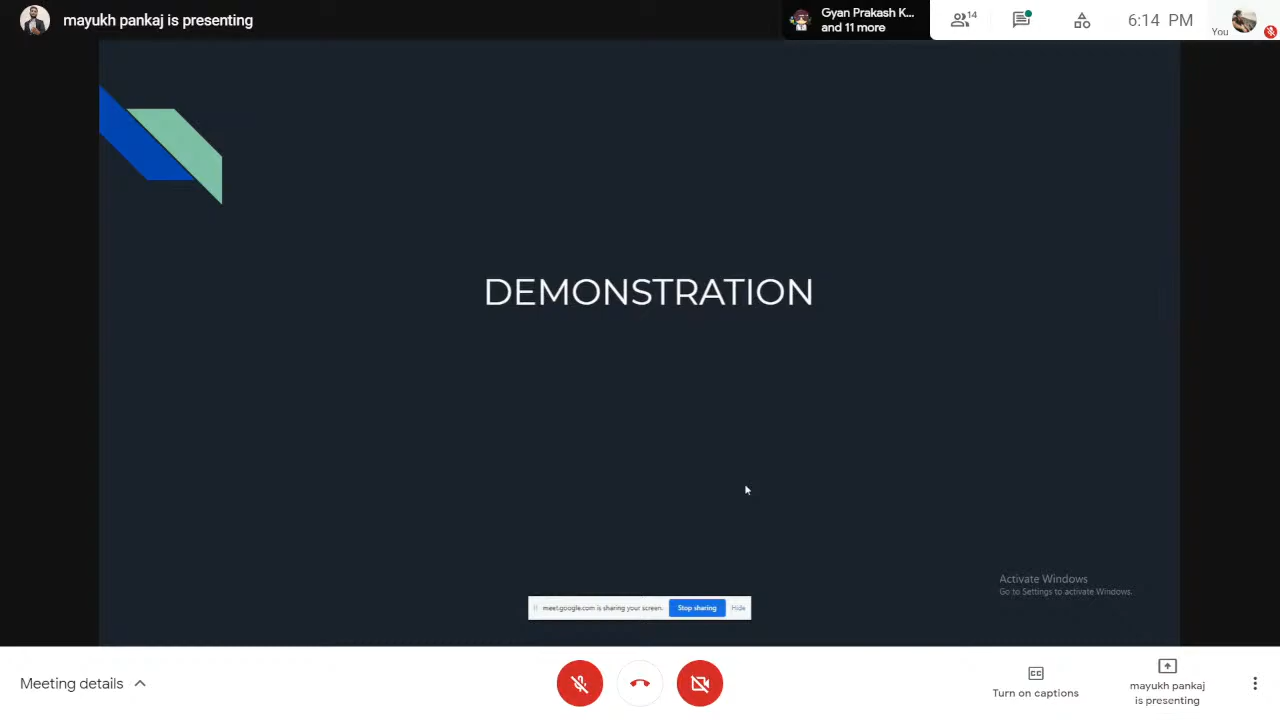 mayukh pankaj is presenting
Gyan Prakash K...
and 11 more
14
6:14 PM
You
DEMONSTRATION
Activate Windows
Go to Settings to activate Windows.
meet.google.com is sharing your screen.
Stop sharing
Hide
Meeting details
CC
Turn on captions
mayukh pankaj
is presenting